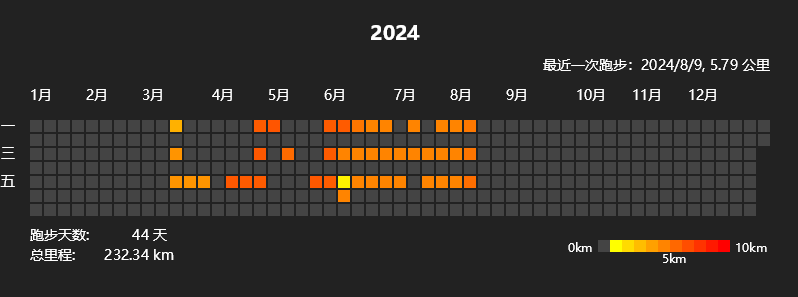 2024
最近一次跑步：2024/8/9, 5.79 公里
1月 2月 3月 4月 5月 6月 7月 8月 9月 10月 11月 12月
一
三
五
跑步天数: 44 天
总里程: 232.34 km
0km 10km
5km